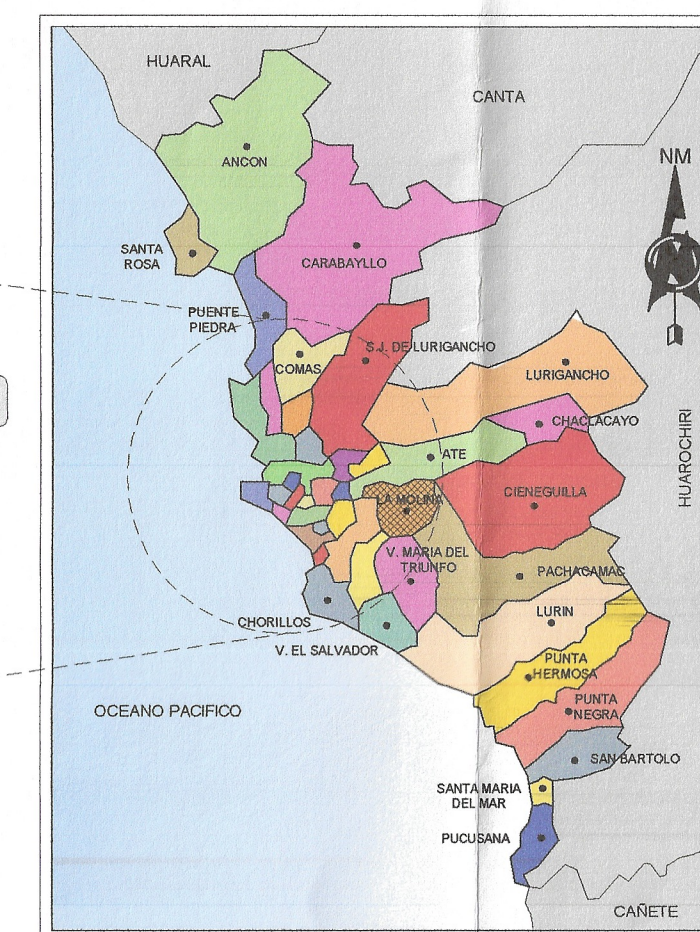 HUARAL
CANTA
NM
ANCON
SANTA
ROSA
CARABAYLLO
PUENTE
PIEDRA
S.J. DE LURIGANCHO
COMAS
LURIGANCHO
CHACLACAYO
HUAROCHIRI
ATE
LA MOLINA
CIENEGUILLA
V. MARIA DEL
TRIUNFO
PACHACAMAC
LURIN
CHORILLOS
V. EL SALVADOR
PUNTA
HERMOSA
PUNTA
NEGRA
OCEANO PACIFICO
SAN BARTOLO
SANTA MARIA
DEL MAR
PUCUSANA
CAÑETE